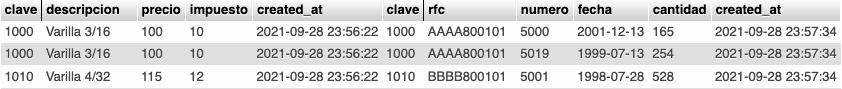 clave descripcion precio impuesto created_at clave rfc numero fecha cantidad created_at
1000 Varilla 3/16 100 10 2021-09-28 23:56:22 1000 AAAA800101 5000 2001-12-13 165 2021-09-28 23:57:34
1000 Varilla 3/16 100 10 2021-09-28 23:56:22 1000 AAAA800101 5019 1999-07-13 254 2021-09-28 23:57:34
1010 Varilla 4/32 115 12 2021-09-28 23:56:22 1010 BBBB800101 5001 1998-07-28 528 2021-09-28 23:57:34